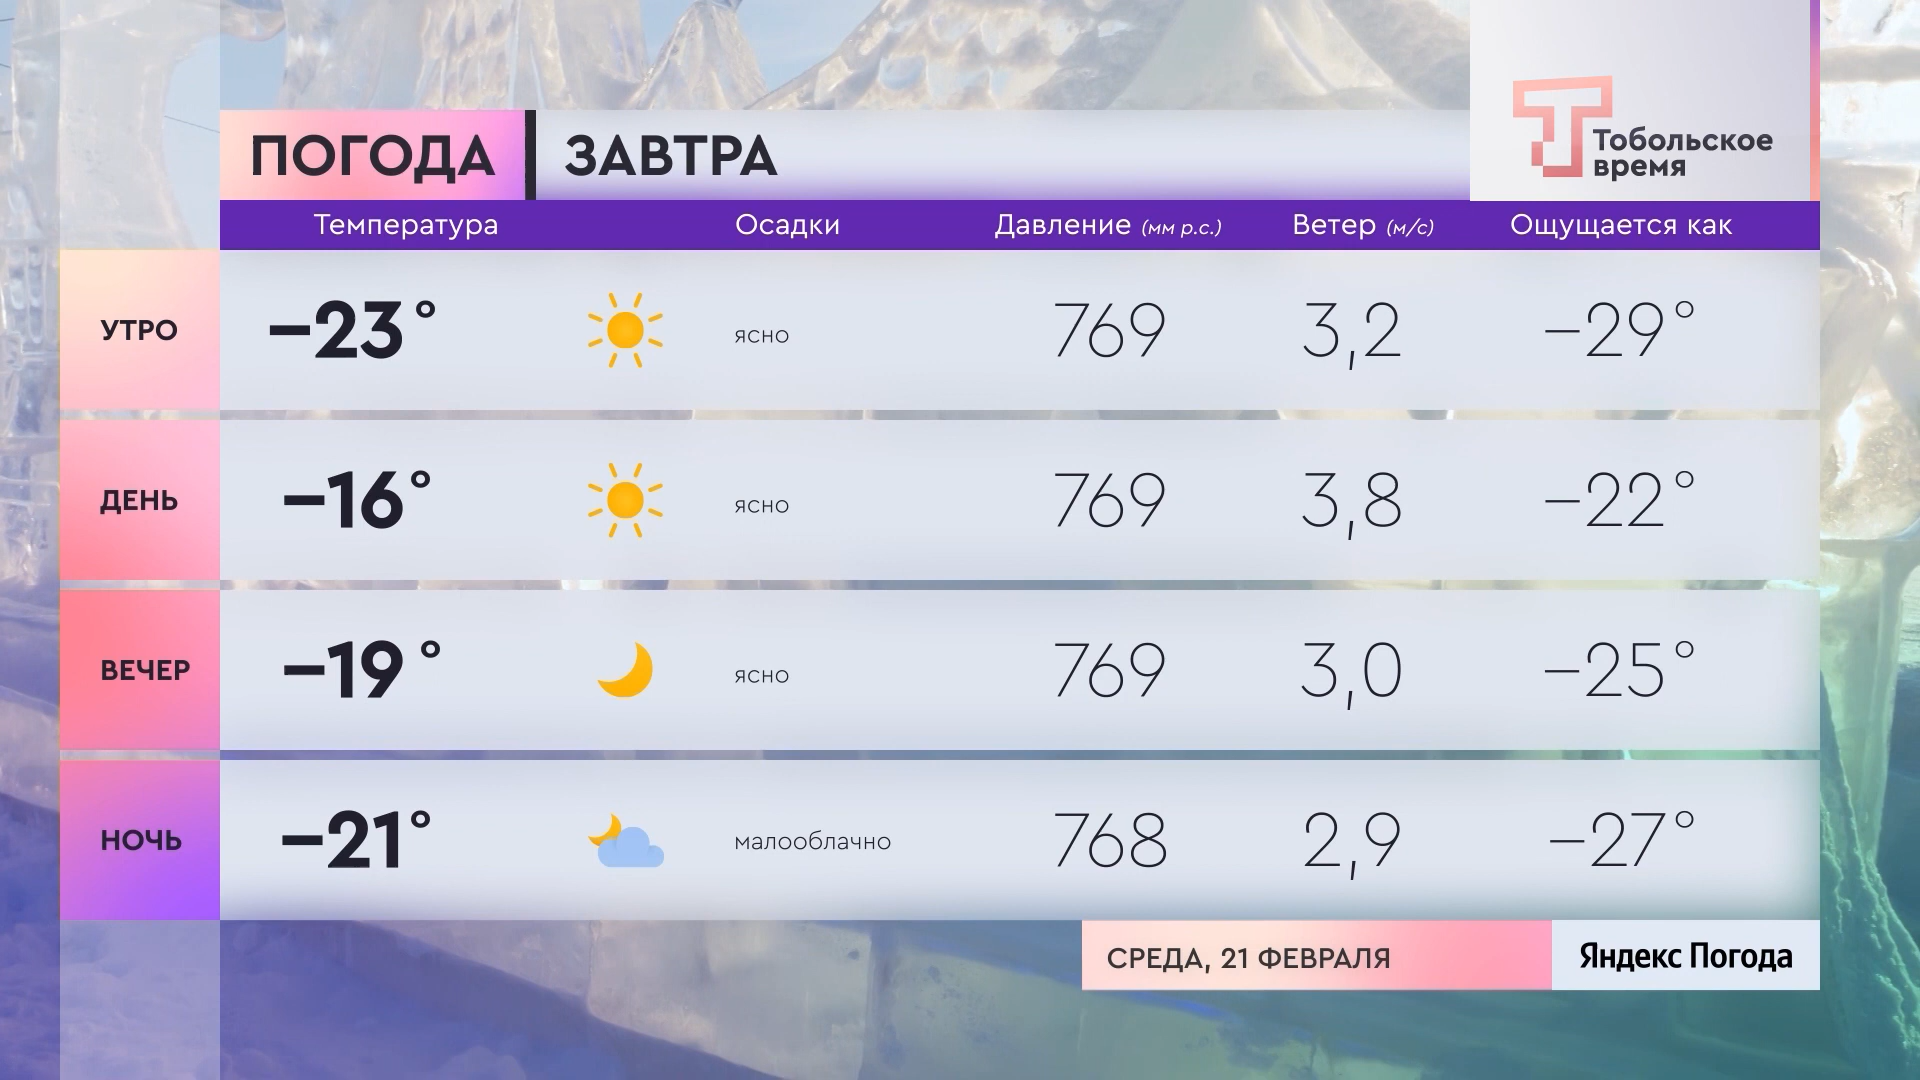 ПОГОДА ЗАВТРА
Тобольское
время
Температура Осадки Давление (мм р.с.) Ветер (м/с) Ощущается как
УТРО −23° ясно 769 3,2 −29°
ДЕНЬ −16° ясно 769 3,8 −22°
ВЕЧЕР −19° ясно 769 3,0 −25°
НОЧЬ −21° малооблачно 768 2,9 −27°
СРЕДА, 21 ФЕВРАЛЯ Яндекс Погода